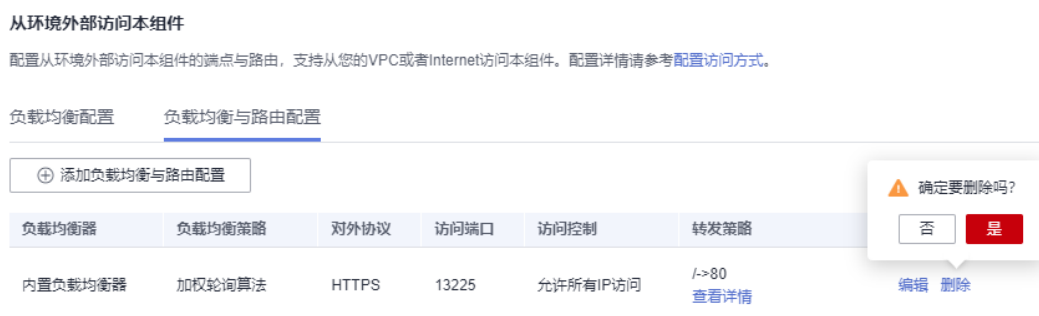 从环境外部访问本组件
配置从环境外部访问本组件的端点与路由，支持从您的VPC或者Internet访问本组件。配置详情请参考配置访问方式。
负载均衡配置 负载均衡与路由配置
添加负载均衡与路由配置
确定要删除吗?
否 是
负载均衡器 负载均衡策略 对外协议 访问端口 访问控制 转发策略
内置负载均衡器 加权轮询算法 HTTPS 13225 允许所有IP访问 /->80 编辑 删除
查看详情